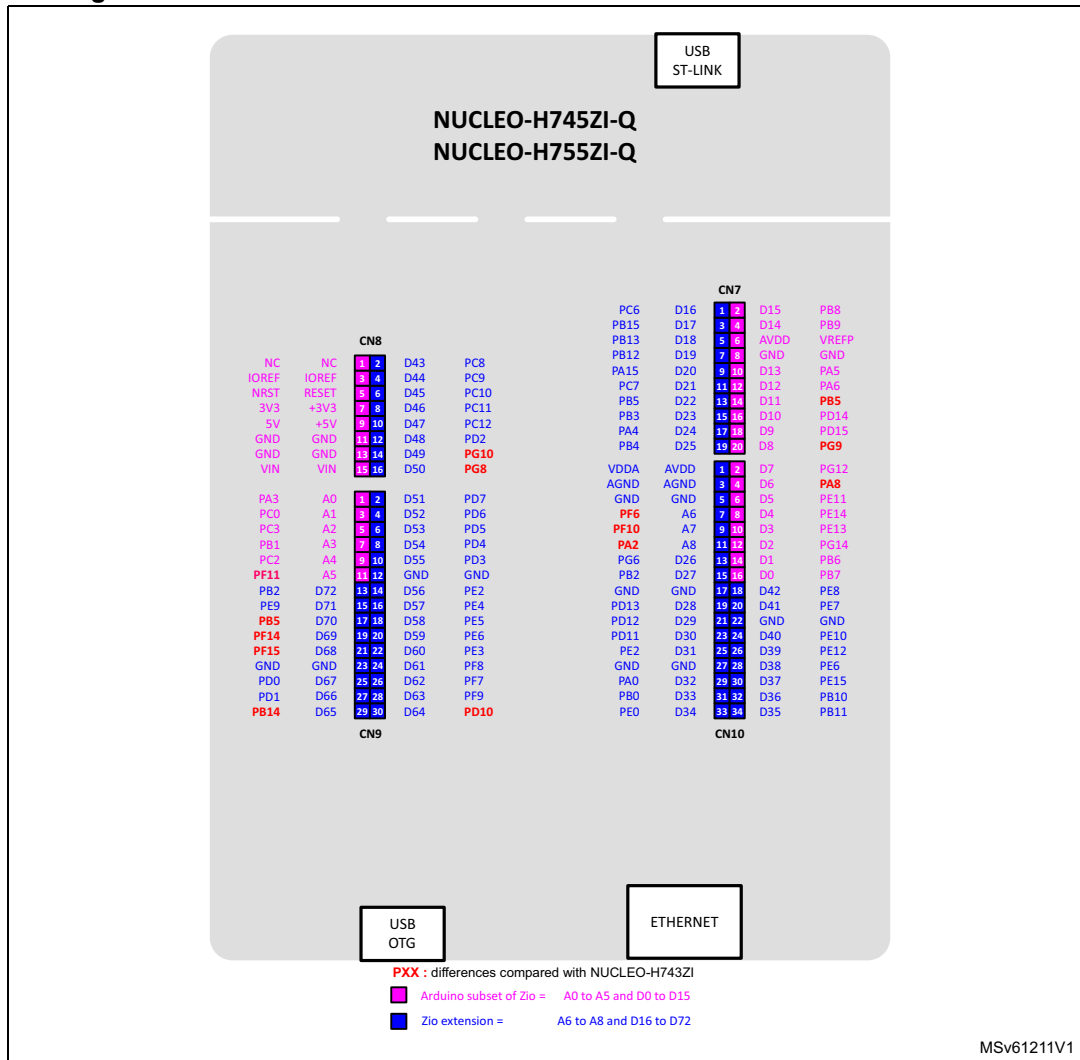 USB
ST-LINK
NUCLEO-H745ZI-Q
NUCLEO-H755ZI-Q
CN7
PC6 D16 1 2 D15 PB8
PB15 D17 3 4 D14 PB9
PB13 D18 5 6 AVDD VREFP
PB12 D19 7 8 GND GND
PA15 D20 9 10 D13 PA5
PC7 D21 11 12 D12 PA6
PB5 D22 13 14 D11 PB5
PB3 D23 15 16 D10 PD14
PA4 D24 17 18 D9 PD15
PB4 D25 19 20 D8 PG9
CN8
NC NC 1 2 D43 PC8
IOREF IOREF 3 4 D44 PC9
NRST RESET 5 6 D45 PC10
3V3 +3V3 7 8 D46 PC11
5V +5V 9 10 D47 PC12
GND GND 11 12 D48 PD2
GND GND 13 14 D49 PG10
VIN VIN 15 16 D50 PG8
PA3 A0 1 2 D51 PD7
PC0 A1 3 4 D52 PD6
PC3 A2 5 6 D53 PD5
PB1 A3 7 8 D54 PD4
PC2 A4 9 10 D55 PD3
PF11 A5 11 12 GND GND
PB2 D72 13 14 D56 PE2
PE9 D71 15 16 D57 PE4
PB5 D70 17 18 D58 PE5
PF14 D69 19 20 D59 PE6
PF15 D68 21 22 D60 PE3
GND GND 23 24 D61 PF8
PD0 D67 25 26 D62 PF7
PD1 D66 27 28 D63 PF9
PB14 D65 29 30 D64 PD10
CN9
VDDA AVDD 1 2 D7 PG12
AGND AGND 3 4 D6 PA8
GND GND 5 6 D5 PE11
PF6 A6 7 8 D4 PE14
PF10 A7 9 10 D3 PE13
PA2 A8 11 12 D2 PG14
PG6 D26 13 14 D1 PB6
PB2 D27 15 16 D0 PB7
GND GND 17 18 D42 PE8
PD13 D28 19 20 D41 PE7
PD12 D29 21 22 GND GND
PD11 D30 23 24 D40 PE10
PE2 D31 25 26 D39 PE12
GND GND 27 28 D38 PE6
PA0 D32 29 30 D37 PE15
PB0 D33 31 32 D36 PB10
PE0 D34 33 34 D35 PB11
CN10
USB
OTG
ETHERNET
PXX : differences compared with NUCLEO-H743ZI
Arduino subset of Zio = A0 to A5 and D0 to D15
Zio extension = A6 to A8 and D16 to D72
MSv61211V1